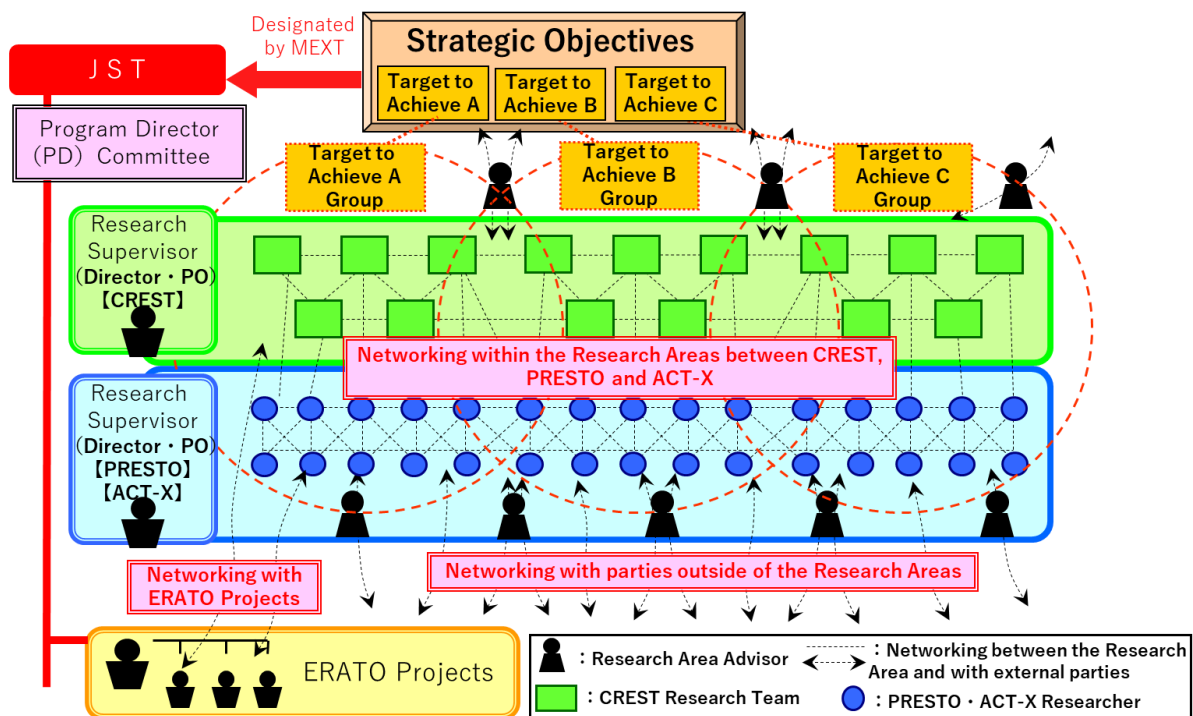 Designated
by MEXT
Strategic Objectives
Target to
Achieve A
Target to
Achieve B
Target to
Achieve C
JST
Program Director
(PD) Committee
Target to
Achieve A
Group
Target to
Achieve B
Group
Target to
Achieve C
Group
Research
Supervisor
(Director・PO)
【CREST】
Networking within the Research Areas between CREST,
PRESTO and ACT-X
Research
Supervisor
(Director・PO)
【PRESTO】
【ACT-X】
Networking with
ERATO Projects
Networking with parties outside of the Research Areas
ERATO Projects
：Research Area Advisor
：Networking between the Research
Area and with external parties
：CREST Research Team
：PRESTO・ACT-X Researcher